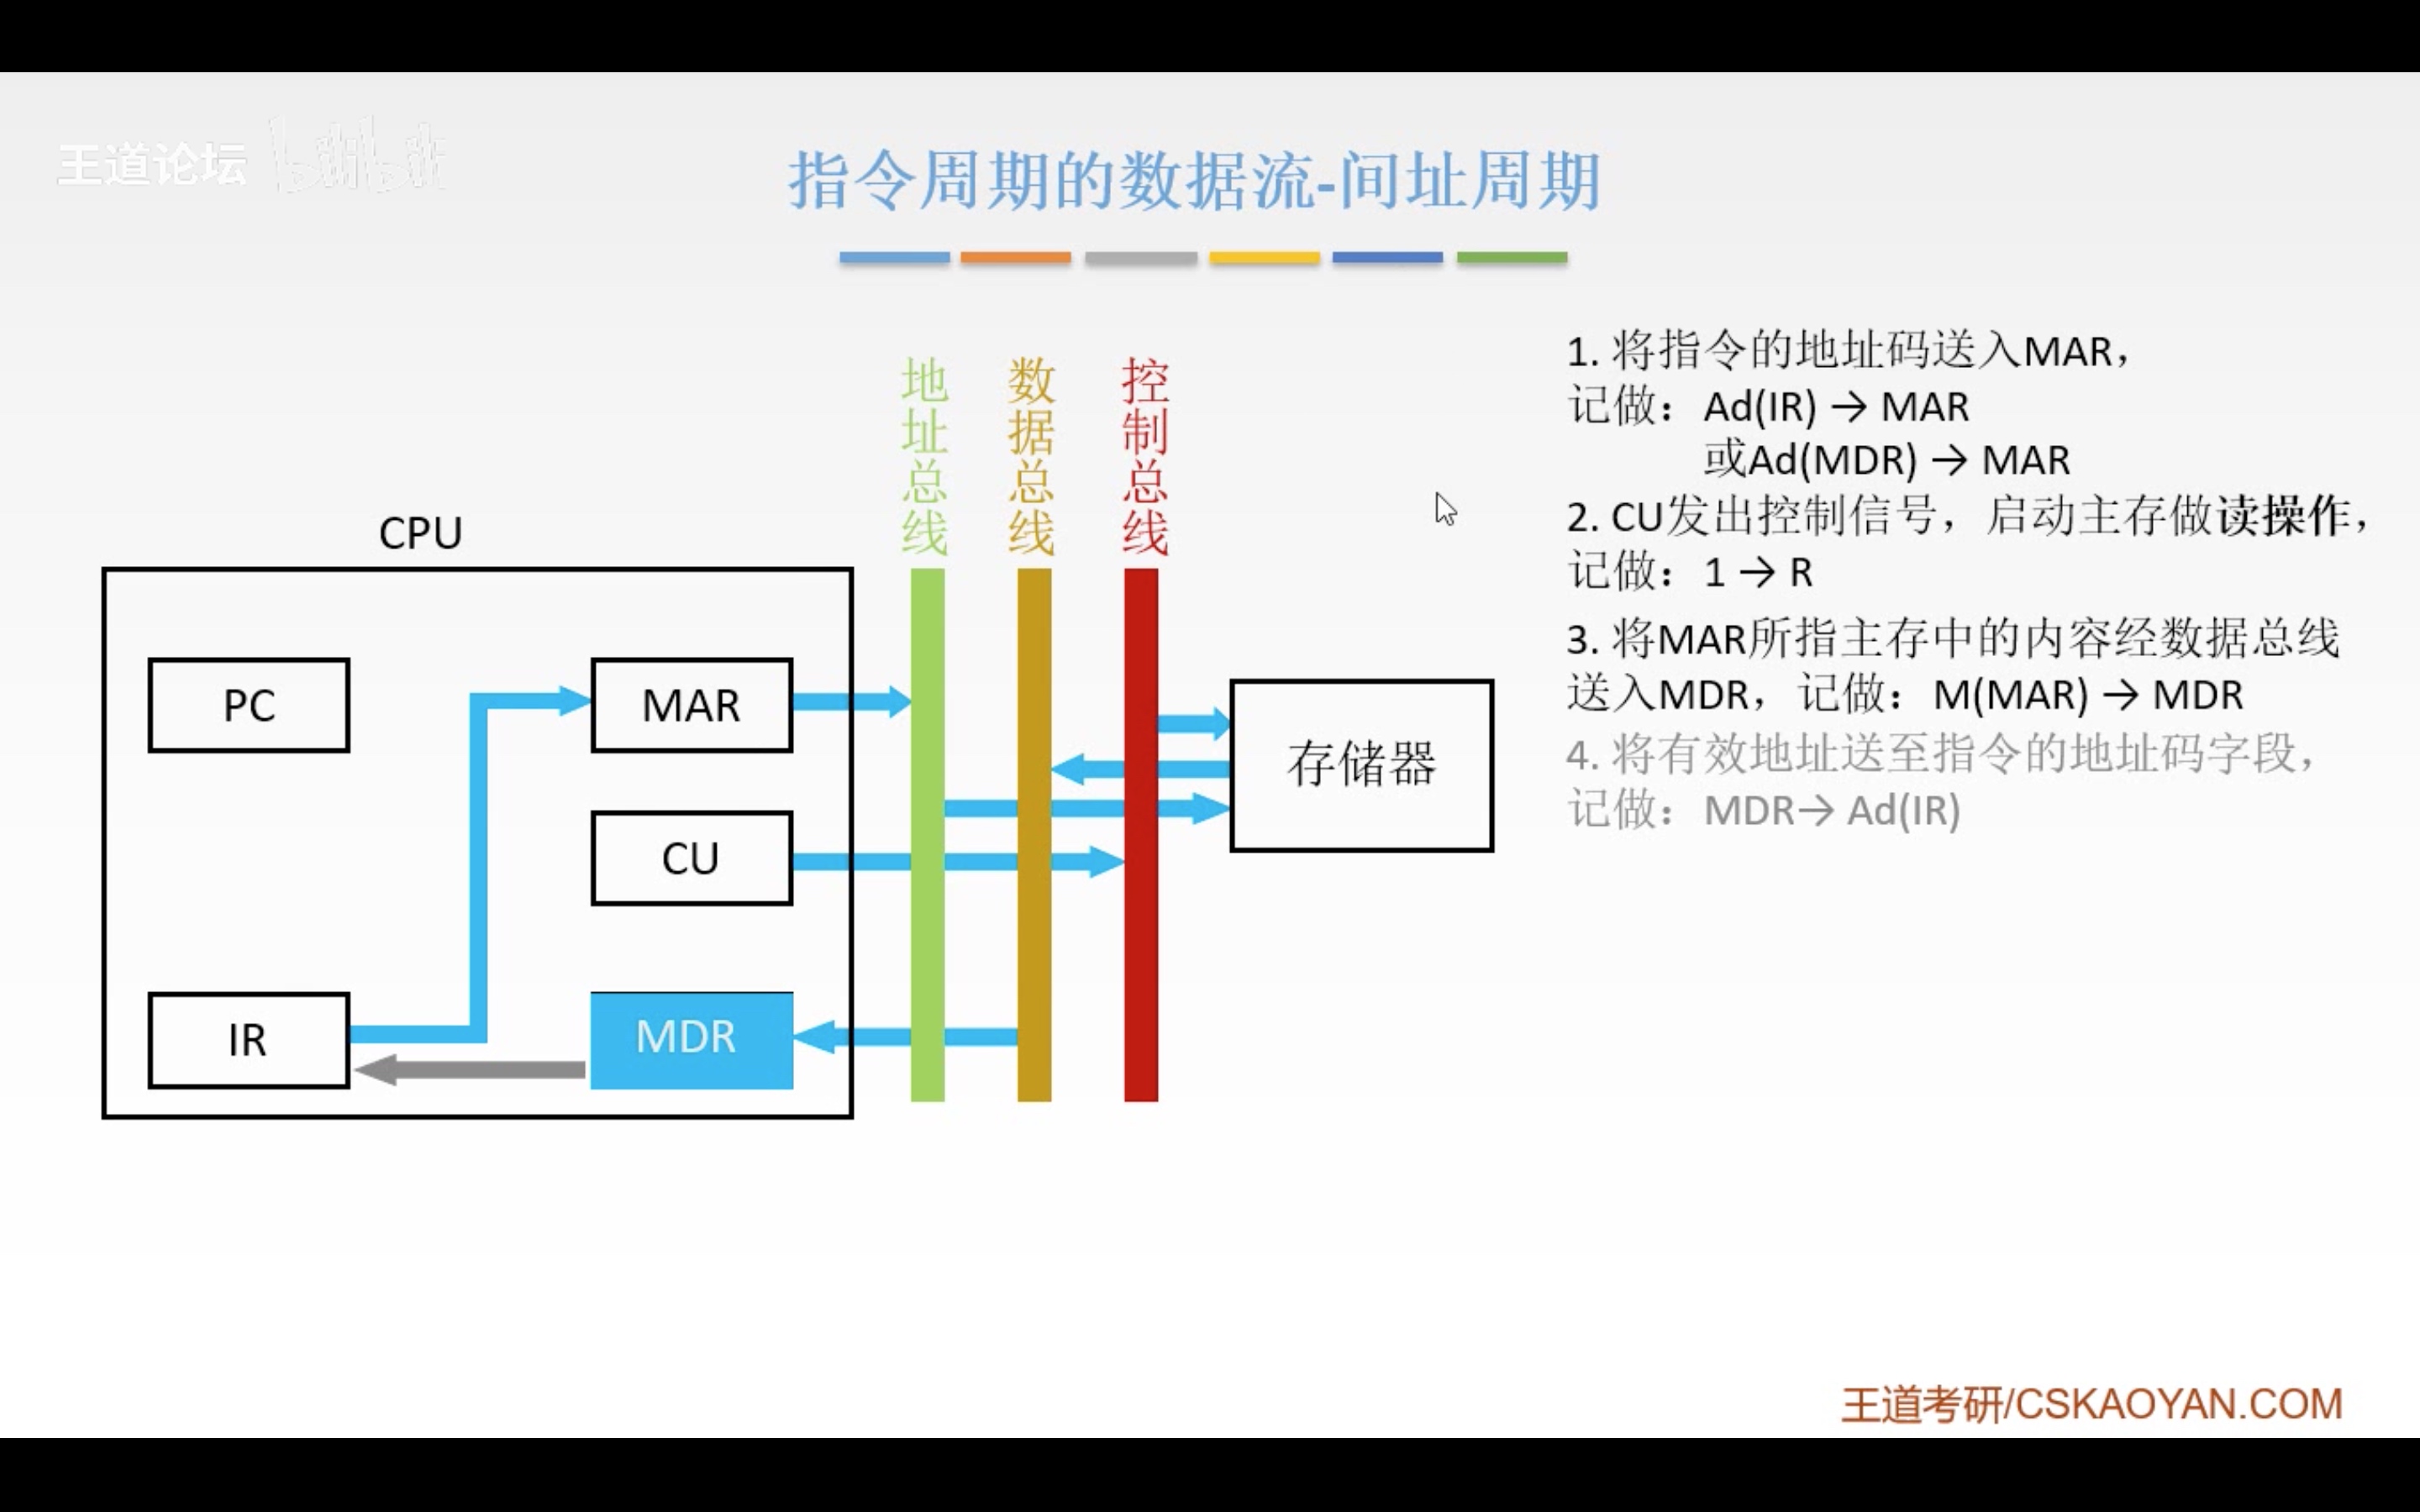 王道论坛 bilibili
指令周期的数据流-间址周期
地址总线
数据总线
控制总线
CPU
PC
MAR
CU
IR
MDR
存储器
1. 将指令的地址码送入MAR，
记做：Ad(IR) → MAR
或Ad(MDR) → MAR
2. CU发出控制信号，启动主存做读操作，
记做：1 → R
3. 将MAR所指主存中的内容经数据总线
送入MDR，记做：M(MAR) → MDR
4. 将有效地址送至指令的地址码字段，
记做：MDR→ Ad(IR)
王道考研/CSKAOYAN.COM